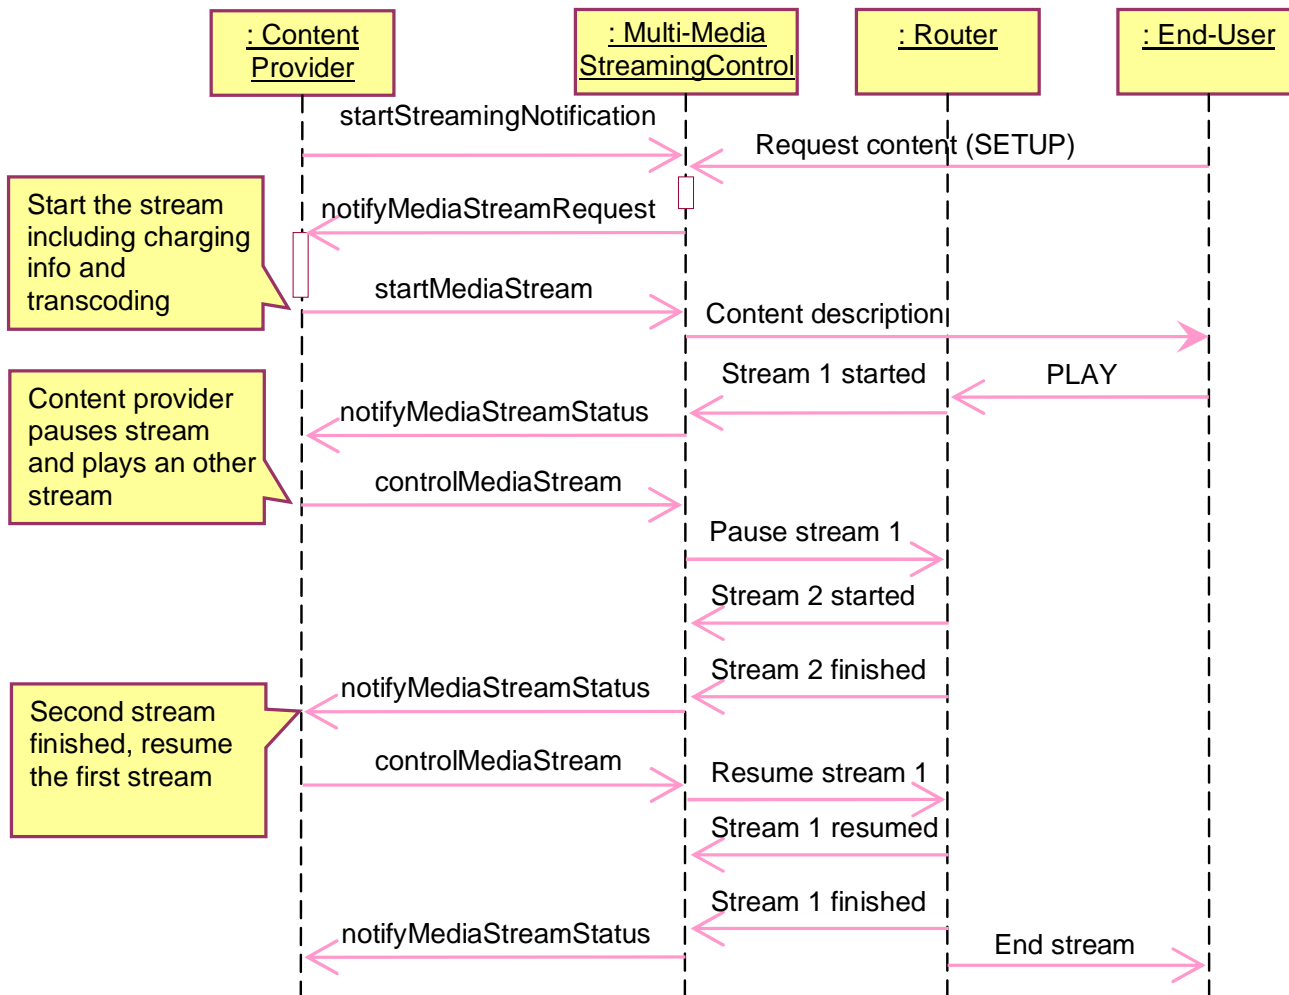 : Content
Provider
: Multi-Media
StreamingControl
: Router
: End-User
startStreamingNotification
Request content (SETUP)
Start the stream
including charging
info and
transcoding
notifyMediaStreamRequest
startMediaStream
Content description
Stream 1 started
PLAY
Content provider
pauses stream
and plays an other
stream
notifyMediaStreamStatus
controlMediaStream
Pause stream 1
Stream 2 started
Stream 2 finished
notifyMediaStreamStatus
Second stream
finished, resume
the first stream
controlMediaStream
Resume stream 1
Stream 1 resumed
Stream 1 finished
notifyMediaStreamStatus
End stream